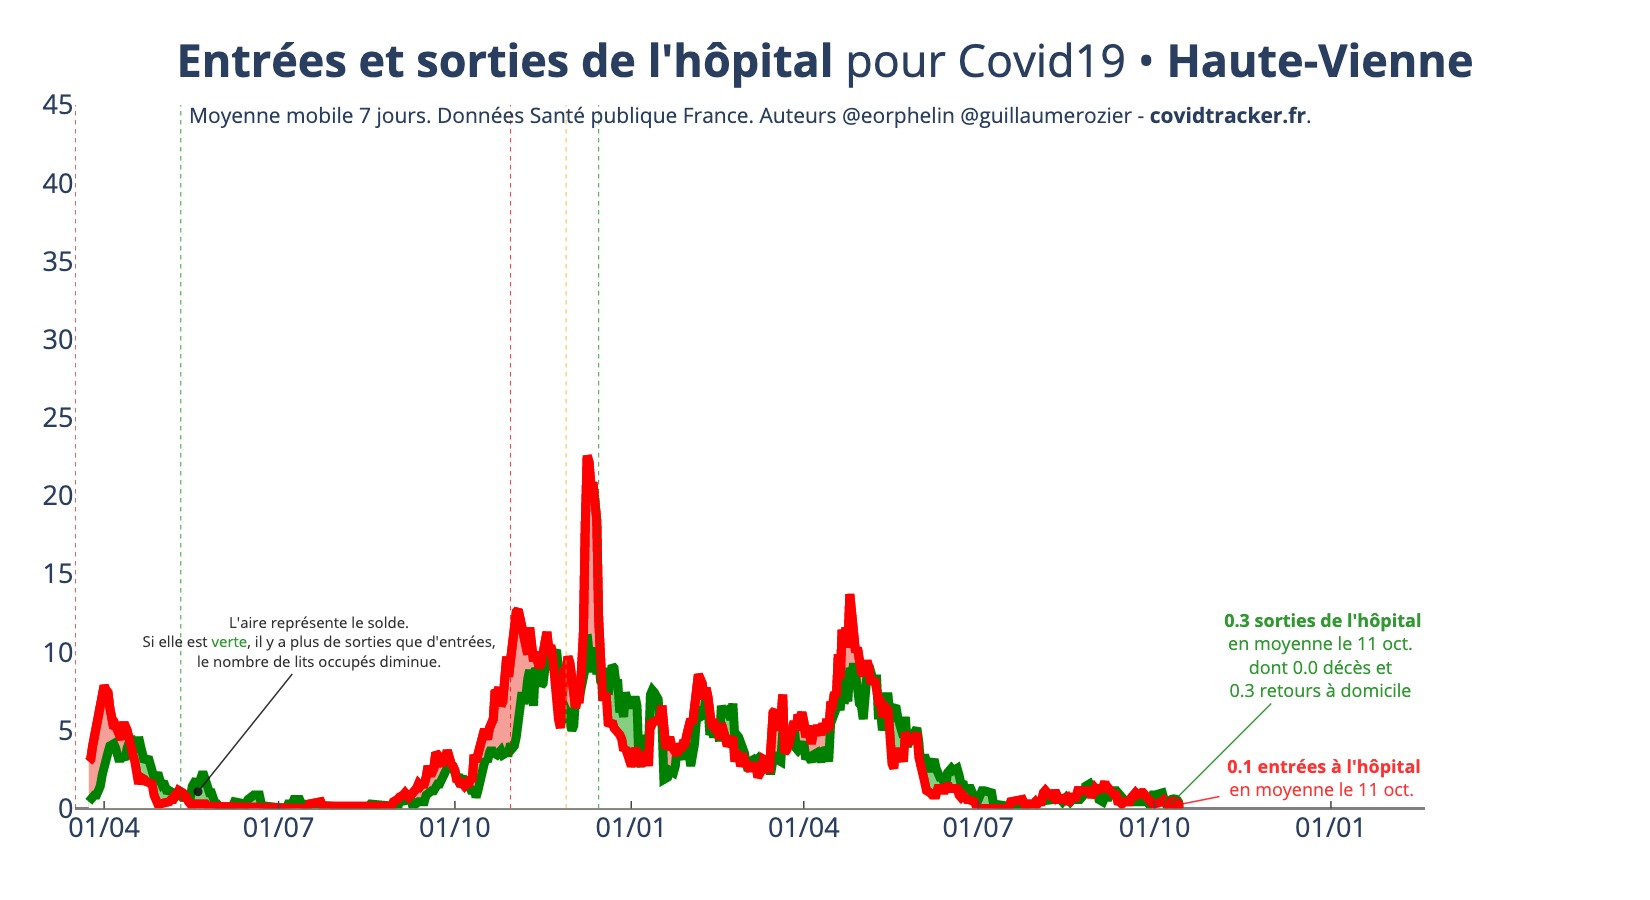 Entrées et sorties de l'hôpital pour Covid19 • Haute-Vienne
Moyenne mobile 7 jours. Données Santé publique France. Auteurs @eorphelin @guillaumerozier - covidtracker.fr.
45
40
35
30
25
20
15
10
5
0
L'aire représente le solde.
Si elle est verte, il y a plus de sorties que d'entrées,
le nombre de lits occupés diminue.
0.3 sorties de l'hôpital
en moyenne le 11 oct.
dont 0.0 décès et
0.3 retours à domicile
0.1 entrées à l'hôpital
en moyenne le 11 oct.
01/04 01/07 01/10 01/01 01/04 01/07 01/10 01/01